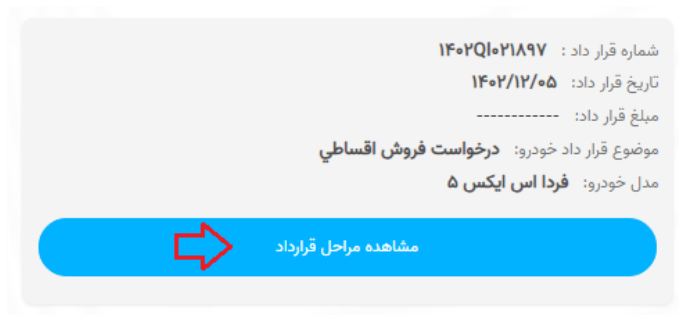 شماره قرار داد : ۱۴۰۲QI۰۲۱۸۹۷
تاریخ قرار داد: ۱۴۰۲/۱۲/۰۵
مبلغ قرار داد: ------------
موضوع قرار داد خودرو: درخواست فروش اقساطي
مدل خودرو: فردا اس ایکس ۵
مشاهده مراحل قرارداد